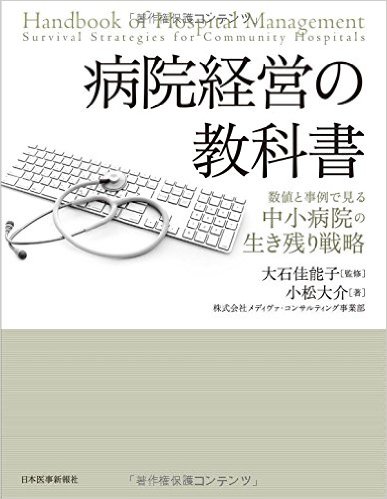 「著作権保護コンテンツ」
Handbook of Hospital Management
Survival Strategies for Community Hospitals
病院経営の
教科書
数値と事例で見る
中小病院の
生き残り戦略
大石佳能子[監修]
小松大介[著]
株式会社メディヴァ・コンサルティング事業部
日本医事新報社
「著作権保護コンテンツ」